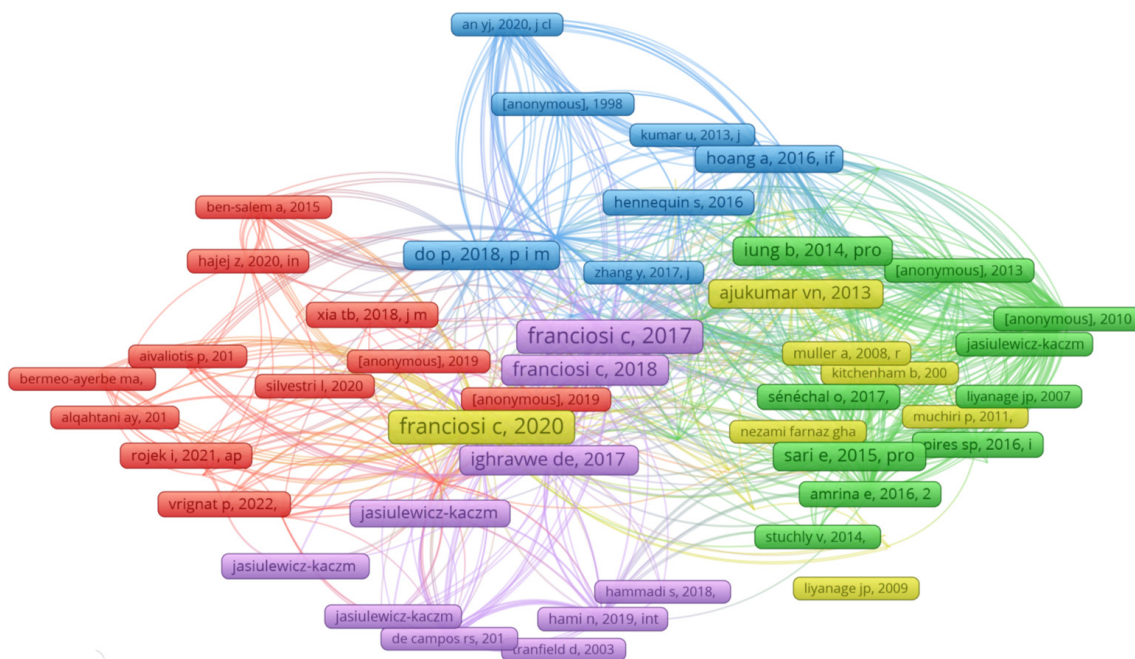 an yj, 2020, j cl
[anonymous], 1998
kumar u, 2013, j
hoang a, 2016, if
ben-salem a, 2015
hennequin s, 2016
do p, 2018, p i m
iung b, 2014, pro
hajej z, 2020, in
zhang y, 2017, j
[anonymous], 2013
ajukumar vn, 2013
xia tb, 2018, j m
[anonymous], 2010
franciosi c, 2017
jasiulewicz-kaczm
aivaliotis p, 201
[anonymous], 2019
muller a, 2008, r
franciosi c, 2018
kitchenham b, 200
bermeo-ayerbe ma,
silvestri l, 2020
[anonymous], 2019
sénéchal o, 2017,
liyanage jp, 2007
alqahtani ay, 201
muchiri p, 2011,
franciosi c, 2020
nezami farnaz gha
pires sp, 2016, i
rojek i, 2021, ap
ighravwe de, 2017
sari e, 2015, pro
amrina e, 2016, 2
vrignat p, 2022,
jasiulewicz-kaczm
stuchly v, 2014,
jasiulewicz-kaczm
liyanage jp, 2009
hammadi s, 2018,
jasiulewicz-kaczm
hami n, 2019, int
de campos rs, 201
tranfield d, 2003